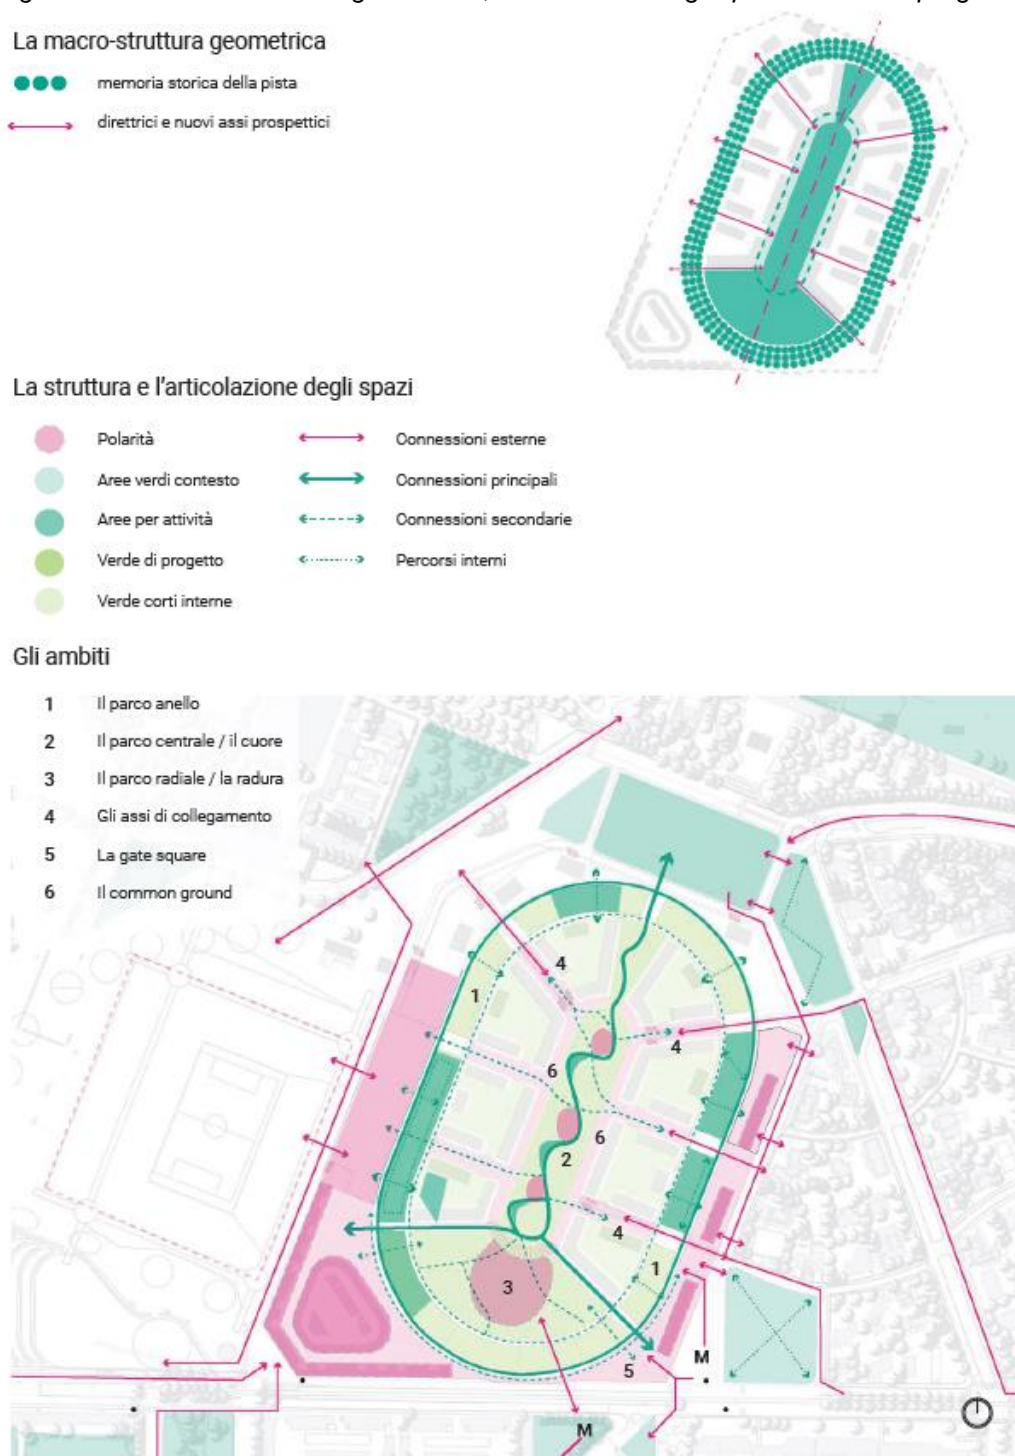 La macro-struttura geometrica
memoria storica della pista
direttrici e nuovi assi prospettici
La struttura e l'articolazione degli spazi
Polarità
Connessioni esterne
Aree verdi contesto
Connessioni principali
Aree per attività
Connessioni secondarie
Verde di progetto
Percorsi interni
Verde corti interne
Gli ambiti
1 Il parco anello
2 Il parco centrale / il cuore
3 Il parco radiale / la radura
4 Gli assi di collegamento
5 La gate square
6 Il common ground
4
1
4
6
6
2
4
1
3
M
5
M